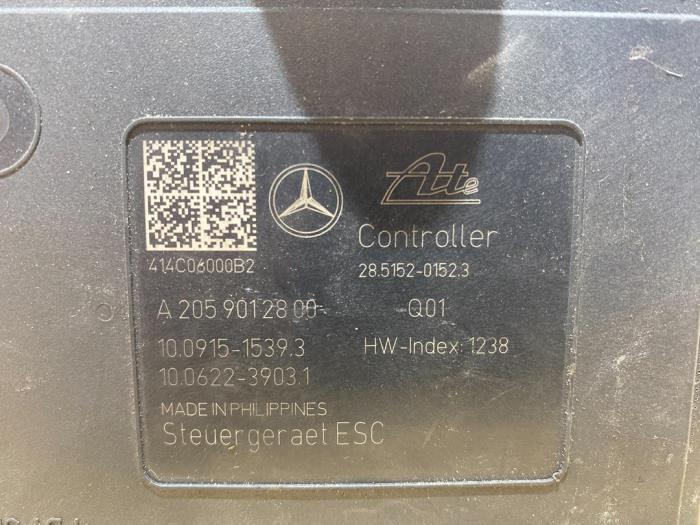 Ate
Controller
414C06000B2
28.5152-0152.3
A 205 901 28 00 Q01
10.0915-1539.3 HW-Index: 1238
10.0622-3903.1
MADE IN PHILIPPINES
Steuergeraet ESC